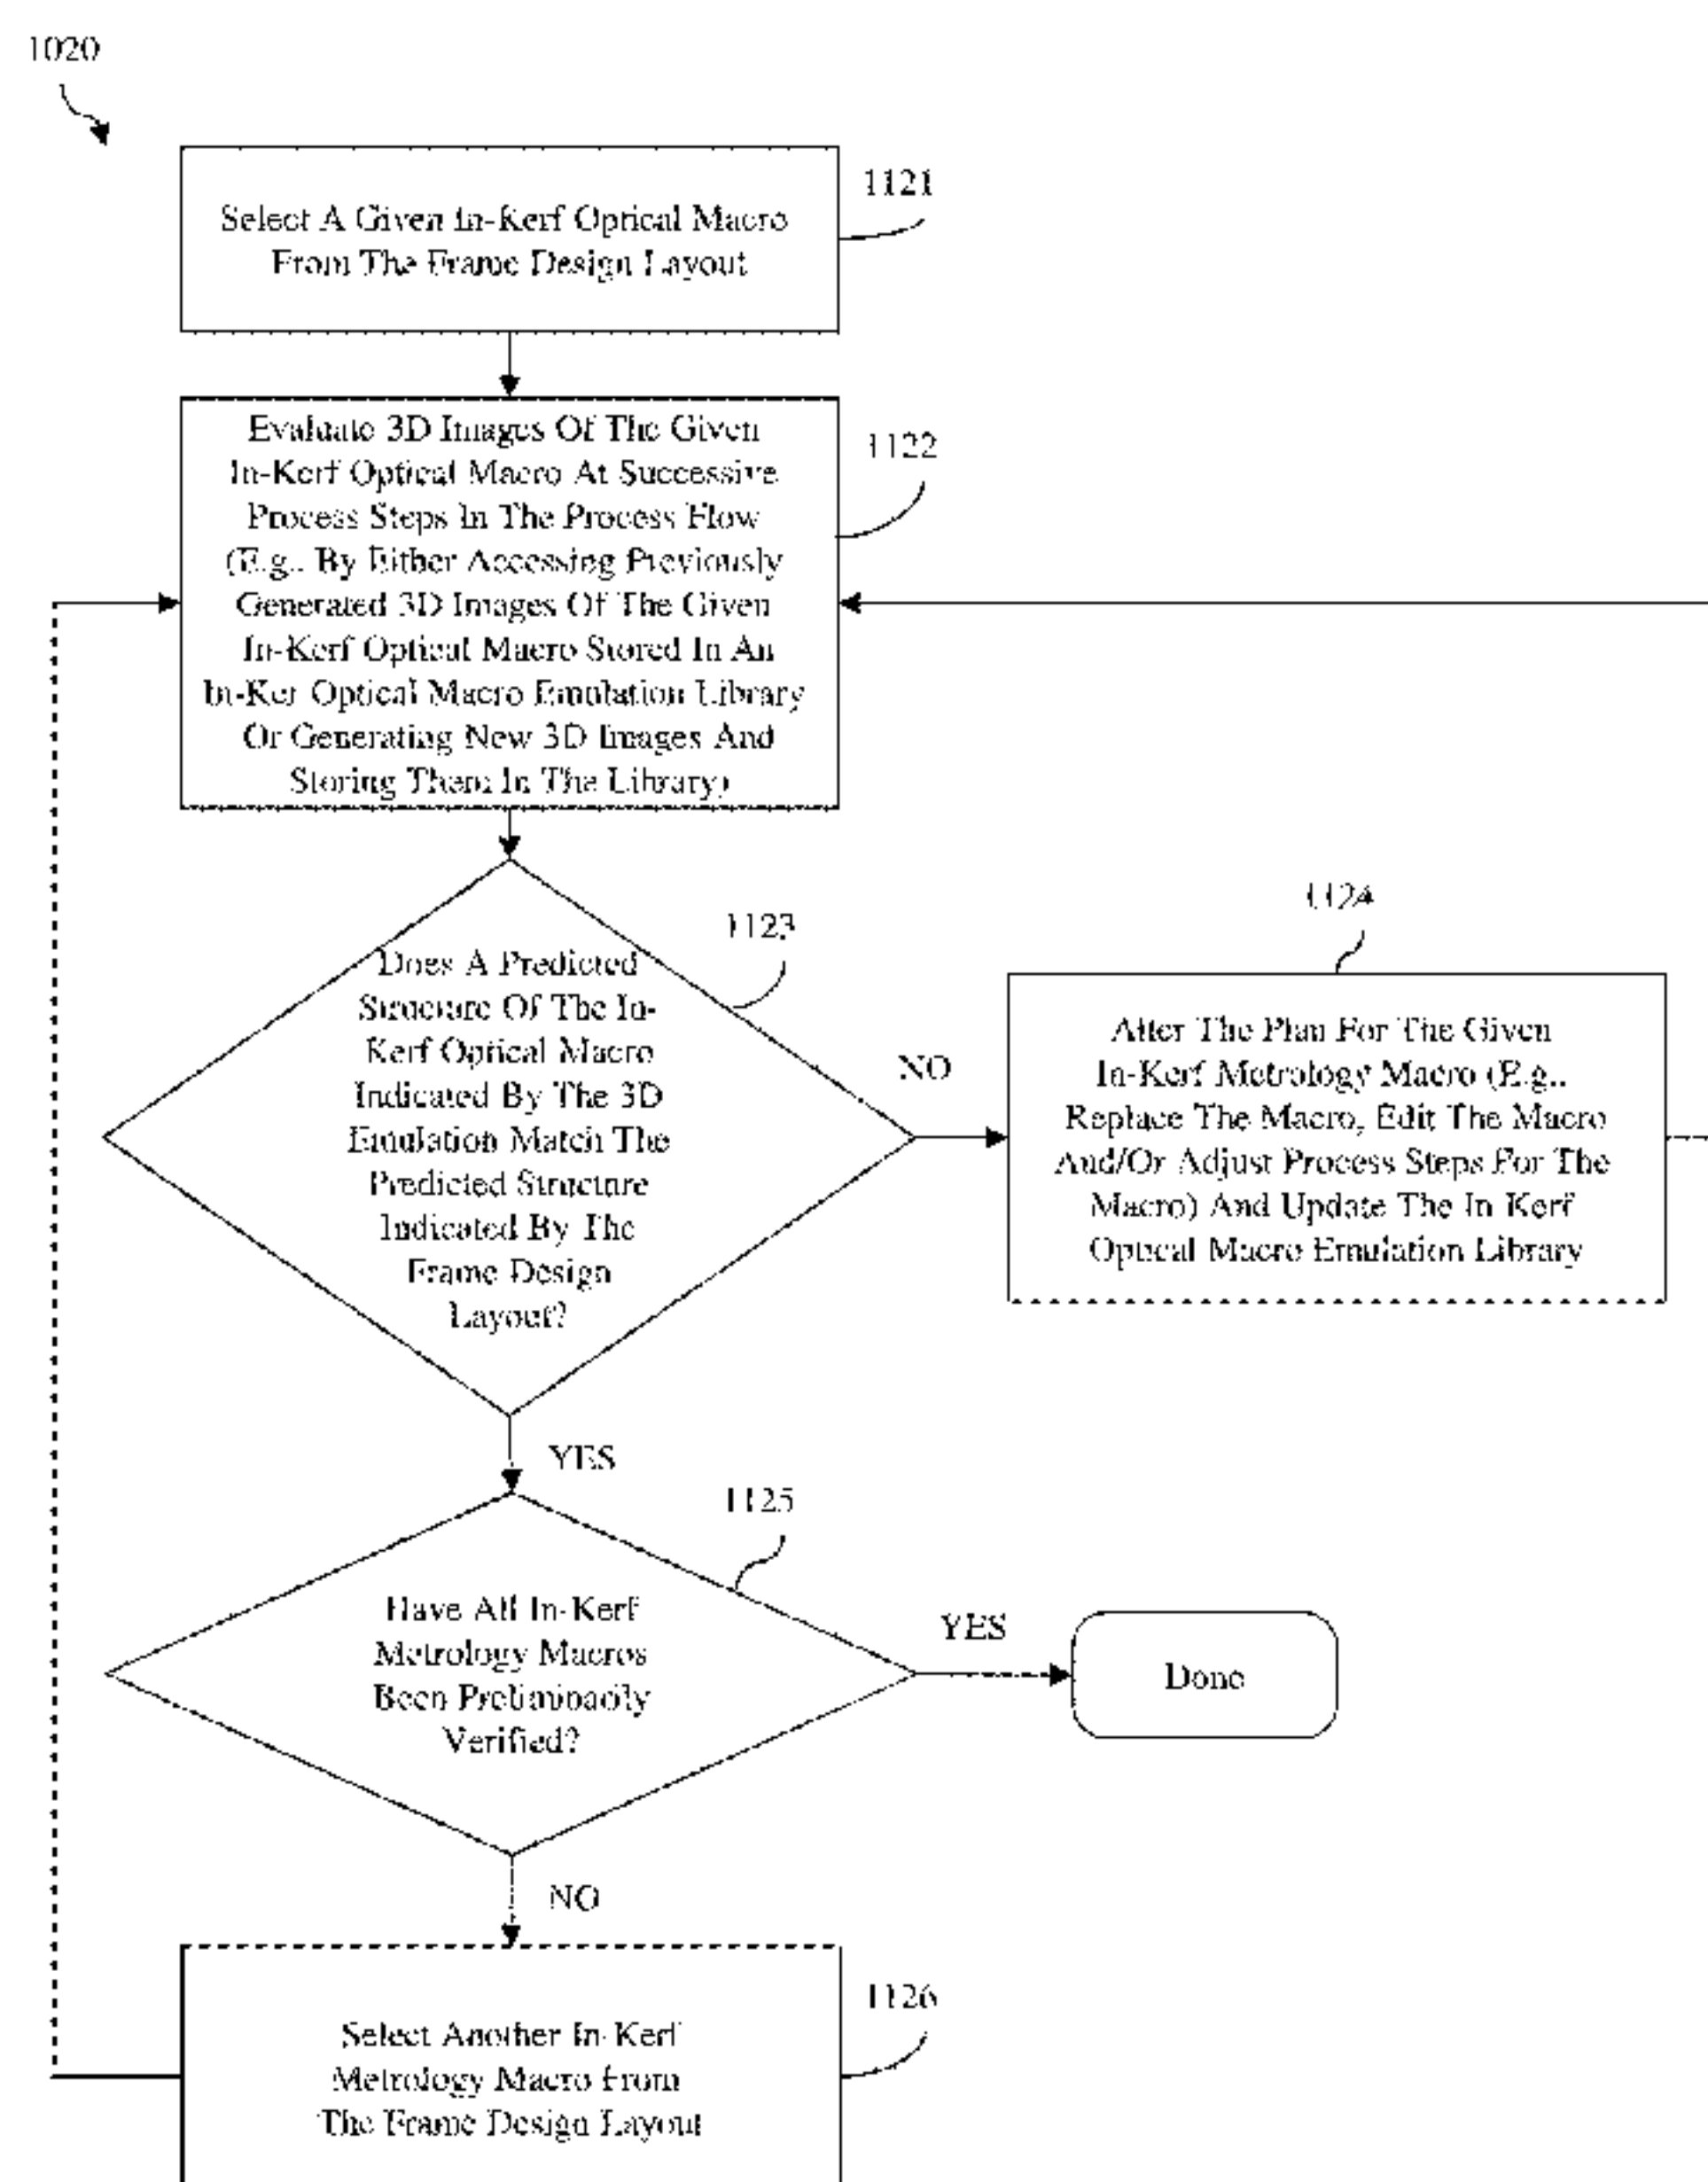 1020
1121
Select A Given In-Kerf Optical Macro
From The Frame Design Layout
1122
Evaluate 3D Images Of The Given
In-Kerf Optical Macro At Successive
Process Steps In The Process Flow
(E.g., By Either Accessing Previously
Generated 3D Images Of The Given
In-Kerf Optical Macro Stored In An
In-Ker Optical Macro Emulation Library
Or Generating New 3D Images And
Storing Them In The Library)
1123
Does A Predicted
Structure Of The In-
Kerf Optical Macro
Indicated By The 3D
Emulation Match The
Predicted Structure
Indicated By The
Frame Design
Layout?
NO
1124
Alter The Plan For The Given
In-Kerf Metrology Macro (E.g.,
Replace The Macro, Edit The Macro
And/Or Adjust Process Steps For The
Macro) And Update The In Kerf
Optical Macro Emulation Library
YES
1125
Have All In-Kerf
Metrology Macros
Been Preliminarily
Verified?
YES
Done
NO
1126
Select Another In-Kerf
Metrology Macro From
The Frame Design Layout